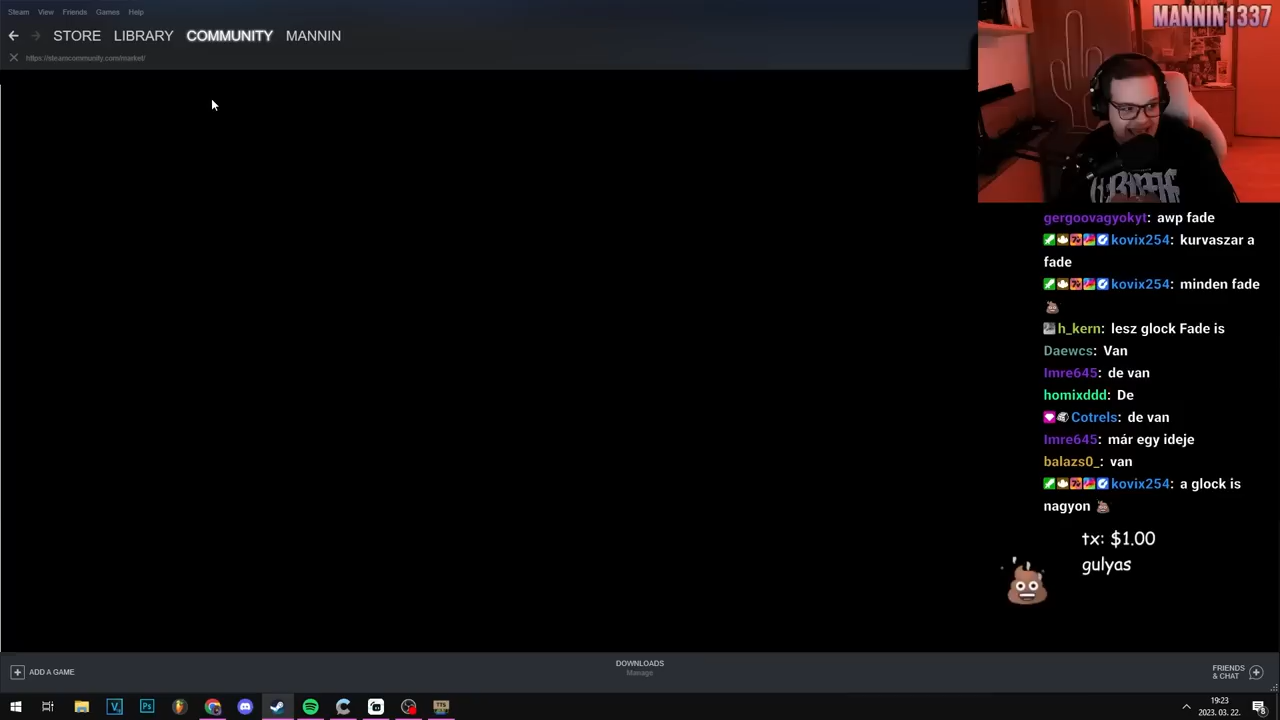 Steam View Friends Games Help
MANNIN1337
STORE LIBRARY COMMUNITY MANNIN
https://steamcommunity.com/market/
gergoovagyokyt: awp fade
kovix254: kurvaszar a
fade
kovix254: minden fade
💩
h_kern: lesz glock Fade is
Daewcs: Van
Imre645: de van
homixddd: De
Cotrels: de van
Imre645: már egy ideje
balazs0_: van
kovix254: a glock is
nagyon 💩
tx: $1.00
gulyas
ADD A GAME
DOWNLOADS
Manage
FRIENDS
& CHAT
19:23
2023. 03. 22.
8